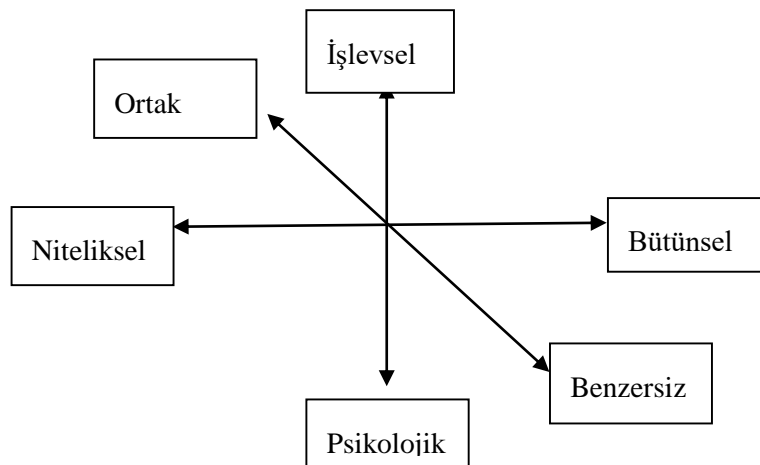 İşlevsel
Ortak
Niteliksel
Bütünsel
Benzersiz
Psikolojik